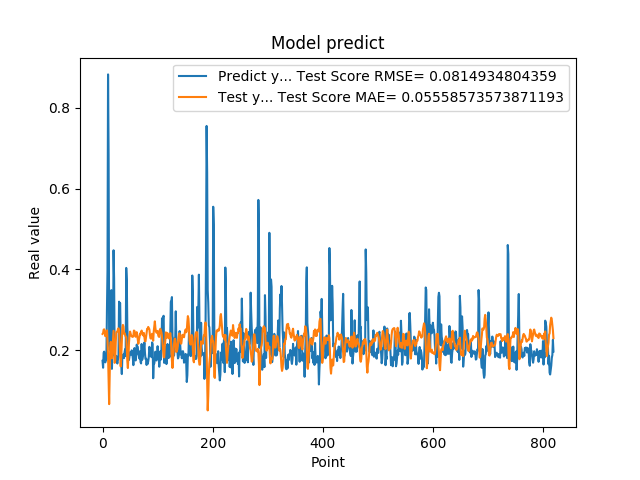 Model predict
Predict y... Test Score RMSE= 0.0814934804359
Test y... Test Score MAE= 0.05558573573871193
0.8
0.6
0.4
0.2
Real value
0 200 400 600 800
Point